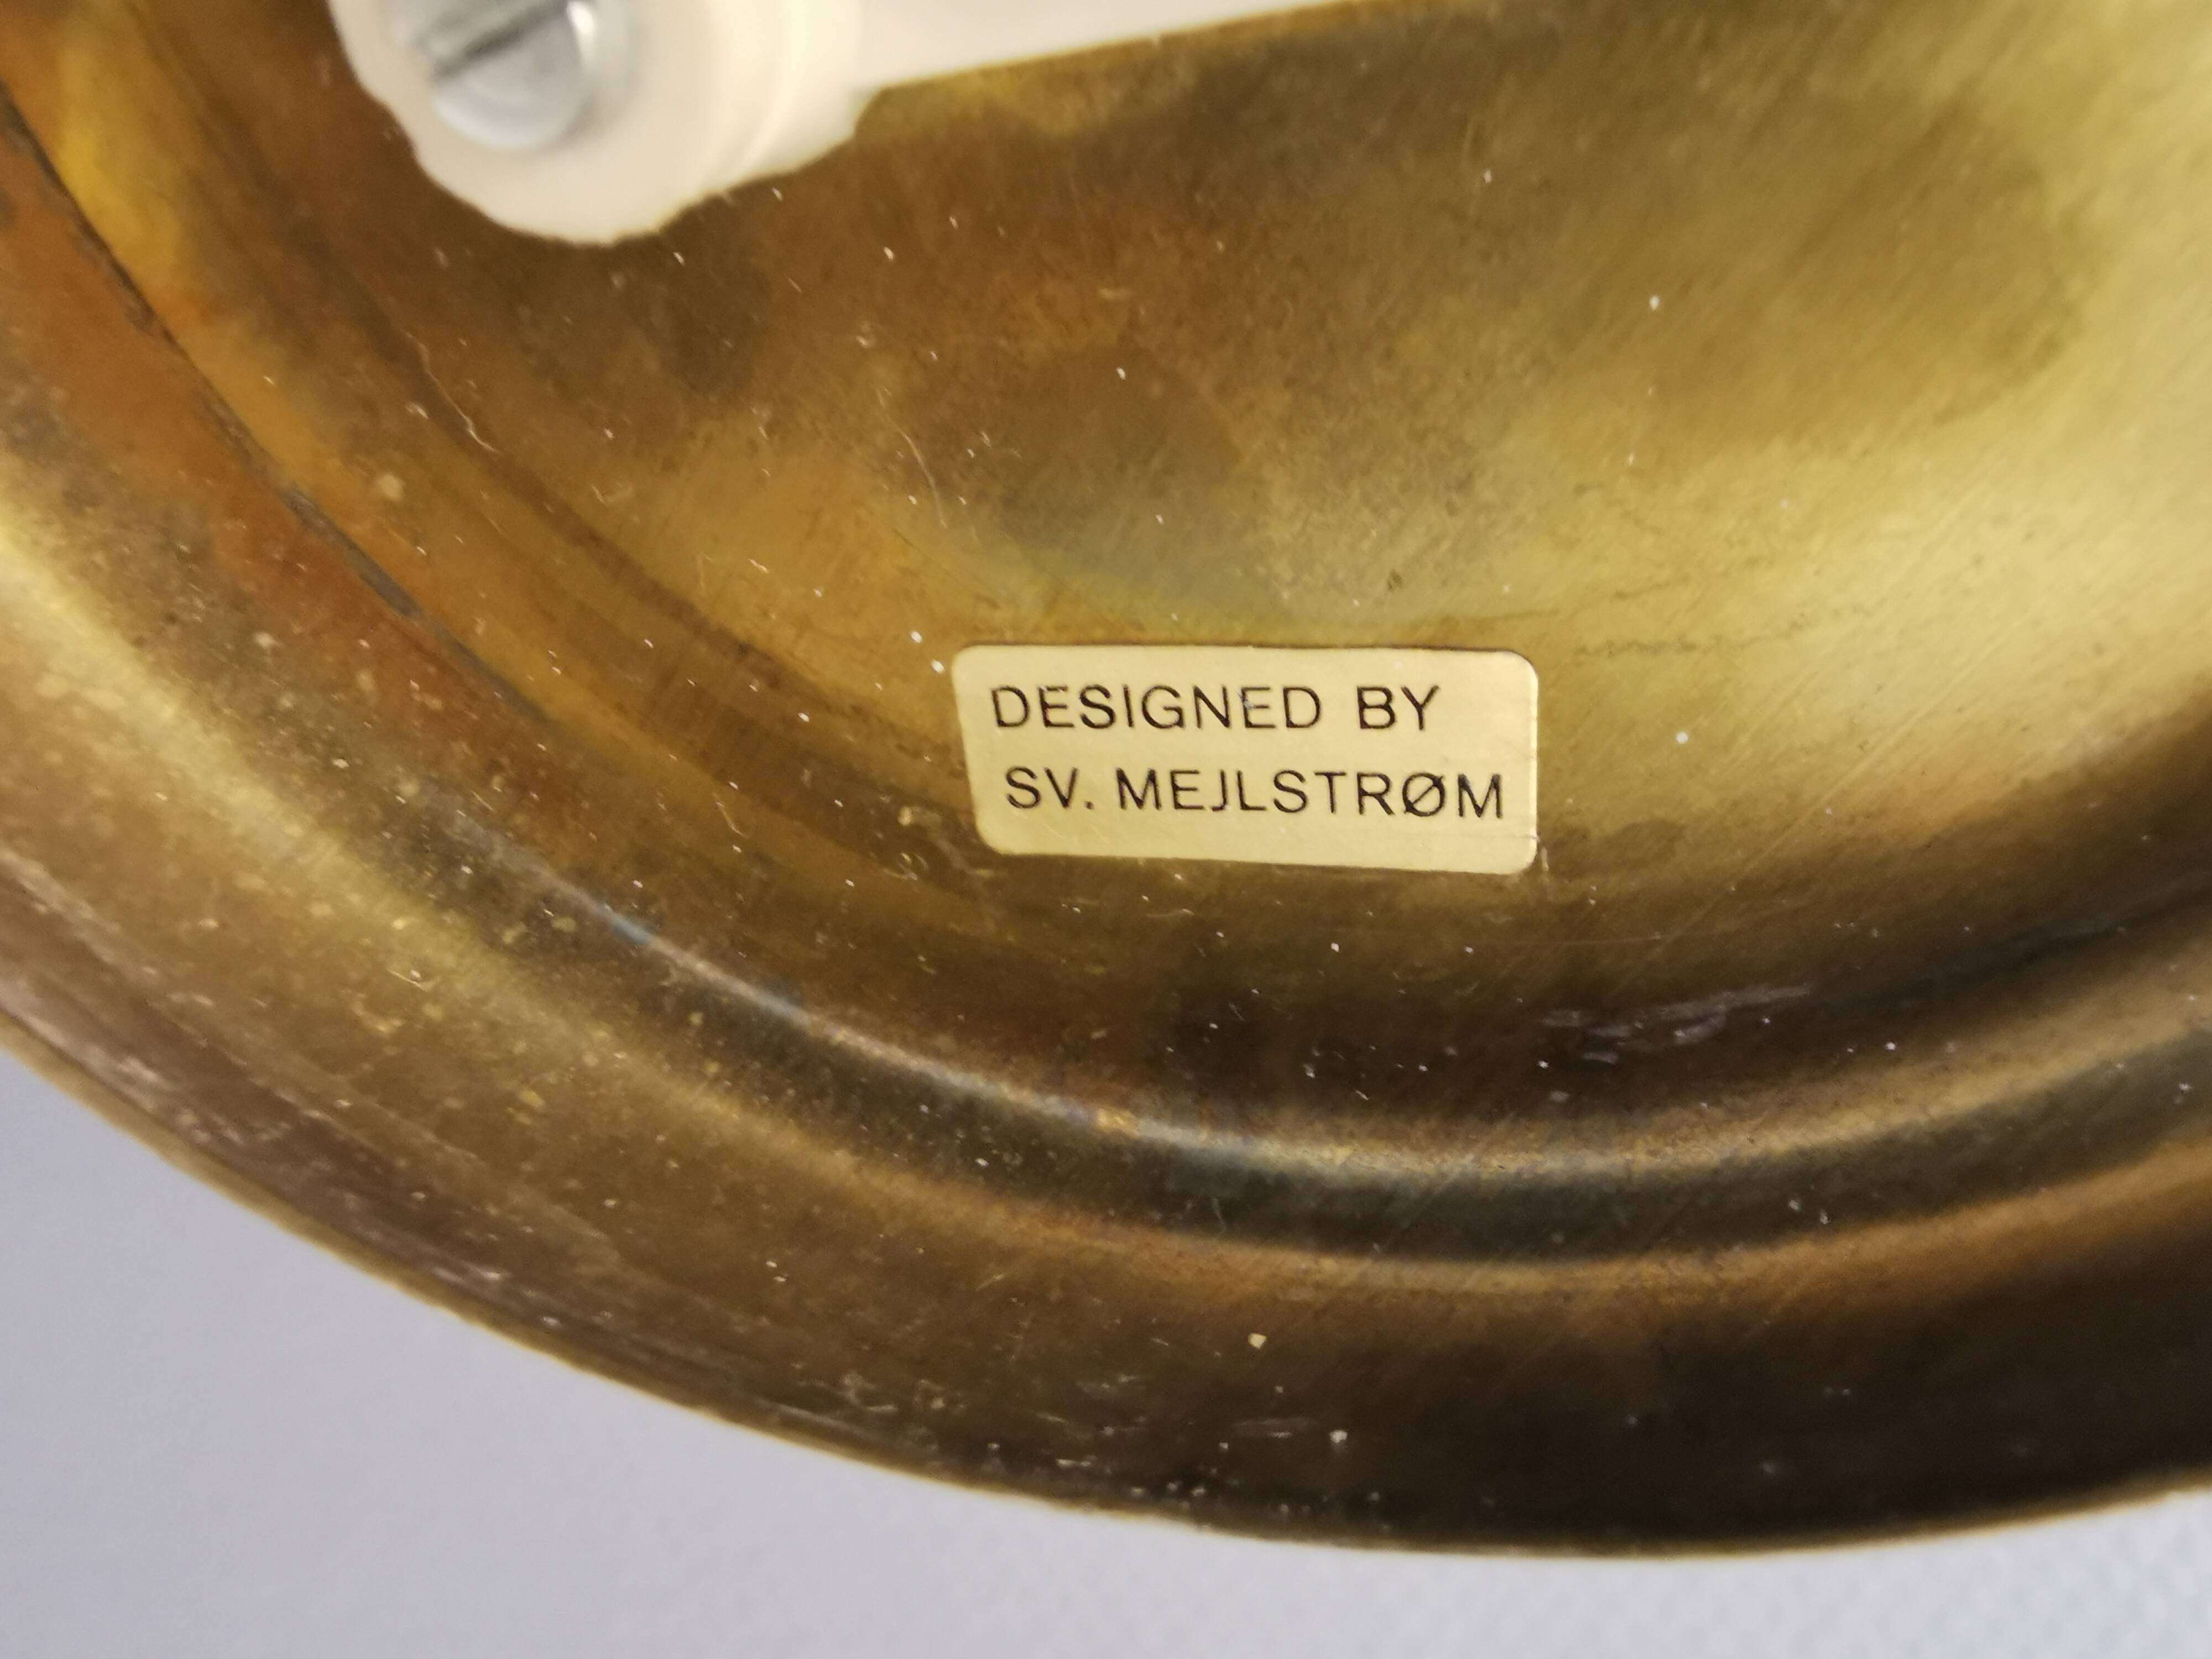 DESIGNED BY
SV. MEJLSTRØM